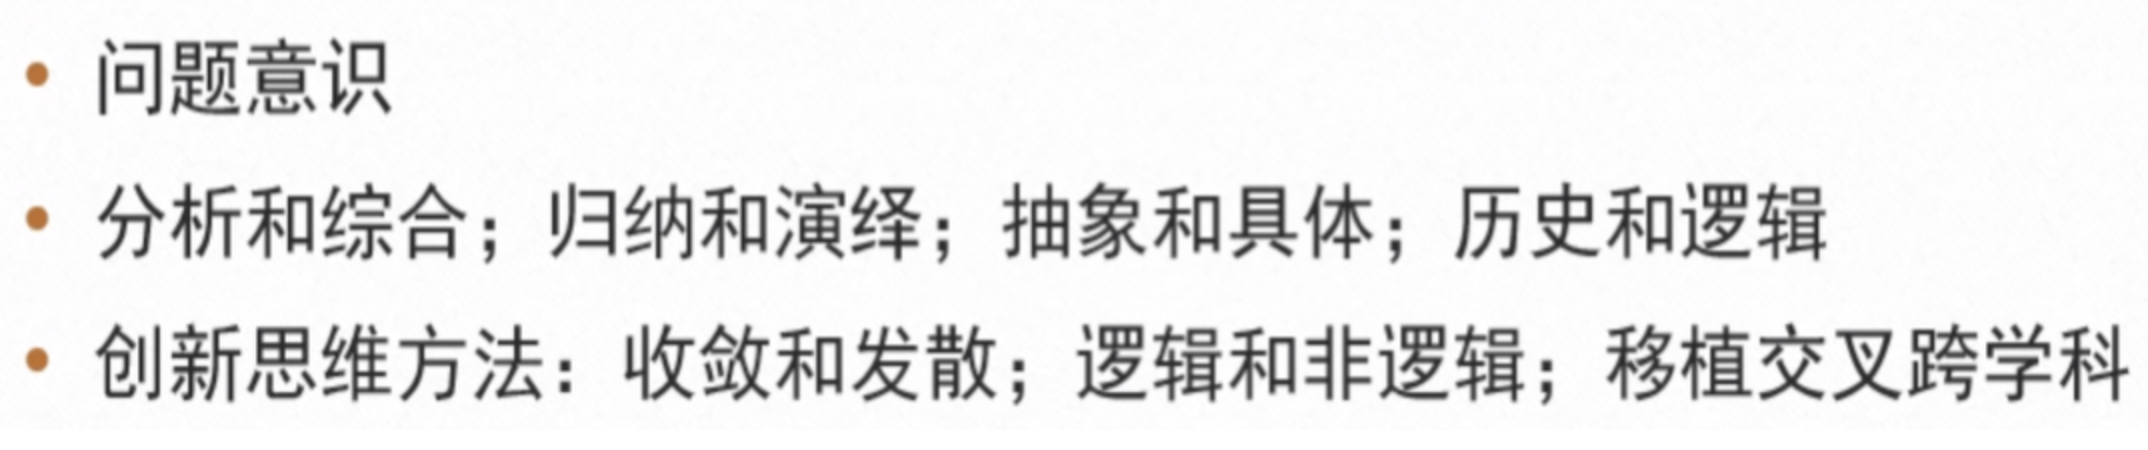 • 问题意识
• 分析和综合；归纳和演绎；抽象和具体；历史和逻辑
• 创新思维方法：收敛和发散；逻辑和非逻辑；移植交叉跨学科